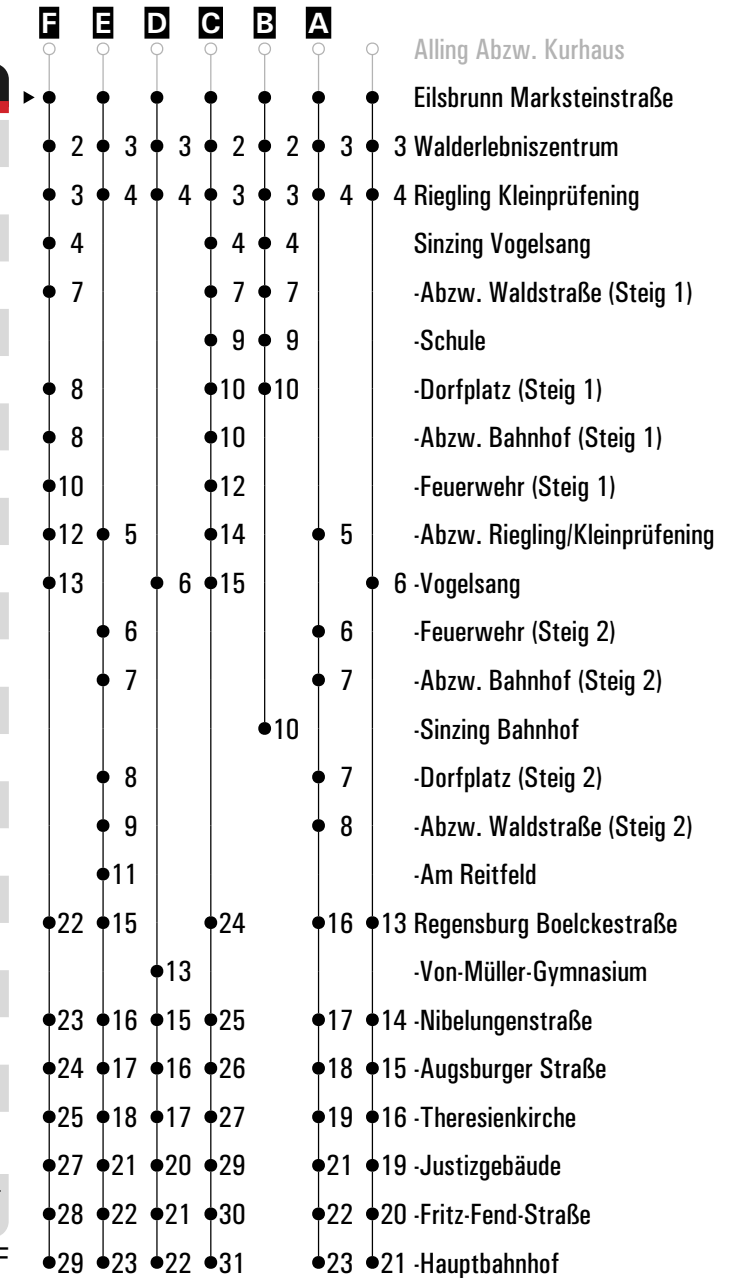 F E D C B A
Alling Abzw. Kurhaus
Eilsbrunn Marksteinstraße
2 3 3 2 2 3 3 Walderlebniszentrum
3 4 4 3 3 4 4 Riegling Kleinprüfening
4 4 4 Sinzing Vogelsang
7 7 7 -Abzw. Waldstraße (Steig 1)
9 9 -Schule
8 10 10 -Dorfplatz (Steig 1)
8 10 -Abzw. Bahnhof (Steig 1)
10 12 -Feuerwehr (Steig 1)
12 5 14 5 -Abzw. Riegling/Kleinprüfening
13 6 15 6 -Vogelsang
6 6 -Feuerwehr (Steig 2)
7 7 -Abzw. Bahnhof (Steig 2)
10 -Sinzing Bahnhof
8 7 -Dorfplatz (Steig 2)
9 8 -Abzw. Waldstraße (Steig 2)
11 -Am Reitfeld
22 15 24 16 13 Regensburg Boelckestraße
13 -Von-Müller-Gymnasium
23 16 15 25 17 14 -Nibelungenstraße
24 17 16 26 18 15 -Augsburger Straße
25 18 17 27 19 16 -Theresienkirche
27 21 20 29 21 19 -Justizgebäude
28 22 21 30 22 20 -Fritz-Fend-Straße
29 23 22 31 23 21 -Hauptbahnhof